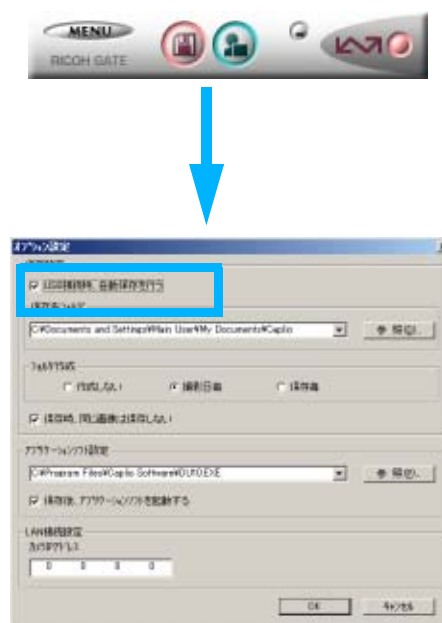 MENU
RICOH GATE
オプション設定
USB接続時、自動保存を行う
保存先フォルダ
C:¥Documents and Settings¥Main User¥My Documents¥Caplio
参照(
フォルダ作成
作成しない
撮影日毎
保存毎
保存時、同じ画像は保存しない
アプリケーションソフト設定
C:¥Program Files¥Caplio Software¥DU10.EXE
参照(
保存後、アプリケーションソフトを起動する
LAN接続設定
カメラIPアドレス
0 0 0 0
OK
キャンセル